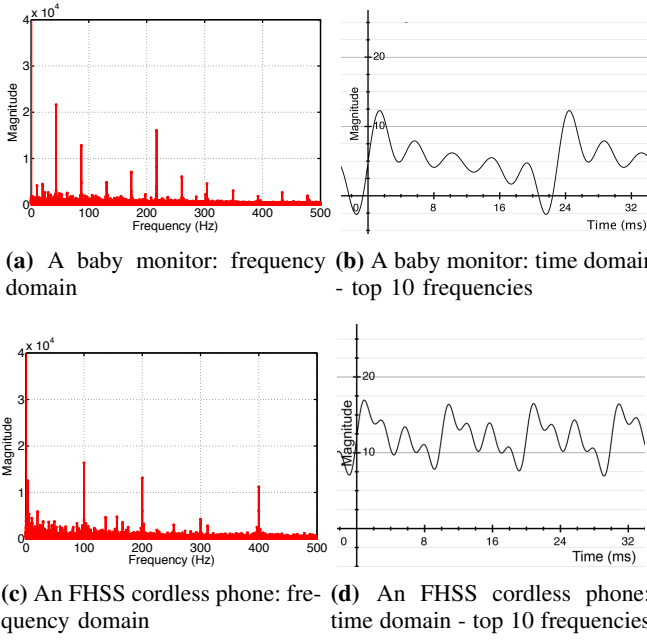 x 10^4
4
3
2
1
0
Magnitude
0 100 200 300 400 500
Frequency (Hz)
20
10
Magnitude
0 8 16 24 32
Time (ms)
(a) A baby monitor: frequency
domain
(b) A baby monitor: time domain
- top 10 frequencies
x 10^4
4
3
2
1
0
Magnitude
0 100 200 300 400 500
Frequency (Hz)
20
10
Magnitude
0 8 16 24 32
Time (ms)
(c) An FHSS cordless phone: fre-
quency domain
(d) An FHSS cordless phone:
time domain - top 10 frequencies